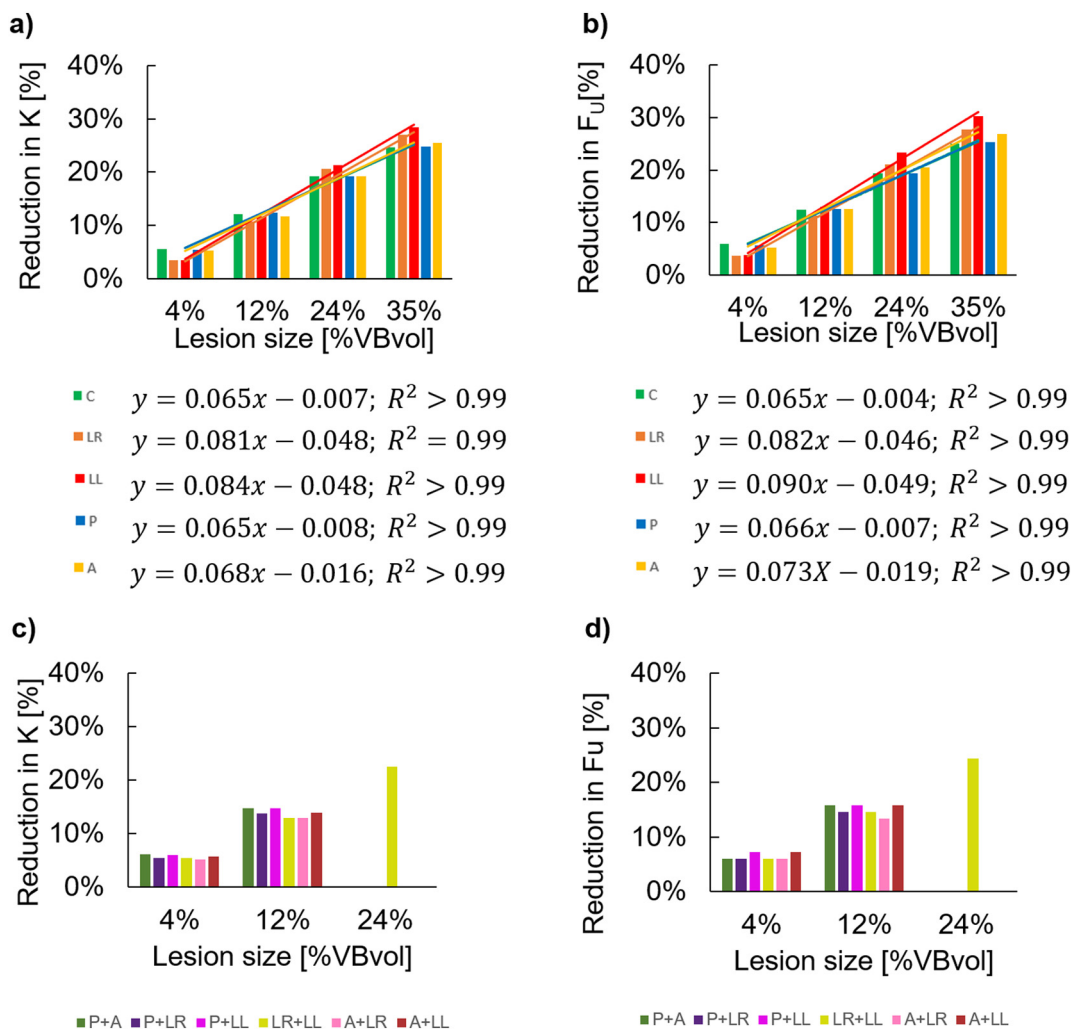 a)
Reduction in K [%]
40%
30%
20%
10%
0%
4% 12% 24% 35%
Lesion size [%VBvol]
C y = 0.065x − 0.007; R² > 0.99
LR y = 0.081x − 0.048; R² = 0.99
LL y = 0.084x − 0.048; R² > 0.99
P y = 0.065x − 0.008; R² > 0.99
A y = 0.068x − 0.016; R² > 0.99
b)
Reduction in F_U[%]
40%
30%
20%
10%
0%
4% 12% 24% 35%
Lesion size [%VBvol]
C y = 0.065x − 0.004; R² > 0.99
LR y = 0.082x − 0.046; R² > 0.99
LL y = 0.090x − 0.049; R² > 0.99
P y = 0.066x − 0.007; R² > 0.99
A y = 0.073X − 0.019; R² > 0.99
c)
Reduction in K [%]
40%
30%
20%
10%
0%
4% 12% 24%
Lesion size [%VBvol]
P+A P+LR P+LL LR+LL A+LR A+LL
d)
Reduction in Fu [%]
40%
30%
20%
10%
0%
4% 12% 24%
Lesion size [%VBvol]
P+A P+LR P+LL LR+LL A+LR A+LL